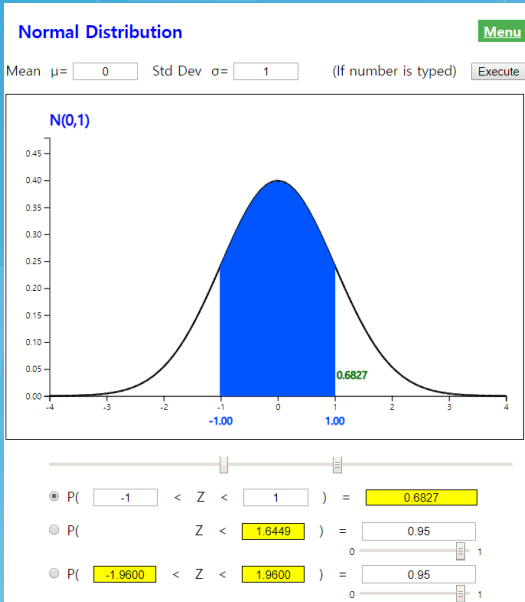 Normal Distribution Menu
Mean μ= 0 Std Dev σ= 1 (If number is typed) Execute
N(0,1)
0.45
0.40
0.35
0.30
0.25
0.20
0.15
0.10
0.05 0.6827
0.00
-4 -3 -2 -1 0 1 2 3 4
-1.00 1.00
P( -1 < Z < 1 ) = 0.6827
P( Z < 1.6449 ) = 0.95
0 1
P( -1.9600 < Z < 1.9600 ) = 0.95
0 1